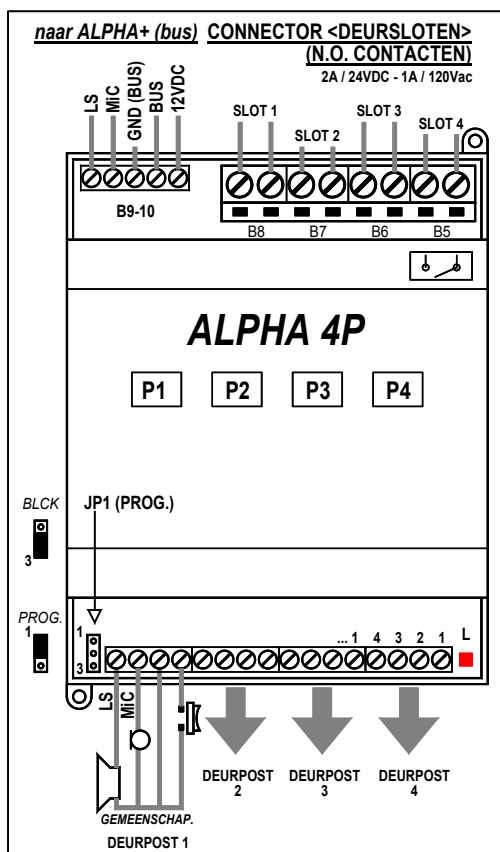 naar ALPHA+ (bus) CONNECTOR <DEURSLOTEN>
(N.O. CONTACTEN)
2A / 24VDC - 1A / 120Vac
LS
MiC
GND (BUS)
BUS
12VDC
SLOT 1
SLOT 2
SLOT 3
SLOT 4
B9-10
B8
B7
B6
B5
ALPHA 4P
P1
P2
P3
P4
BLCK
3
JP1 (PROG.)
PROG.
1
1
3
... 1 4 3 2 1 L
LS
MiC
GEMEENSCHAP.
DEURPOST 1
DEURPOST
2
DEURPOST
3
DEURPOST
4